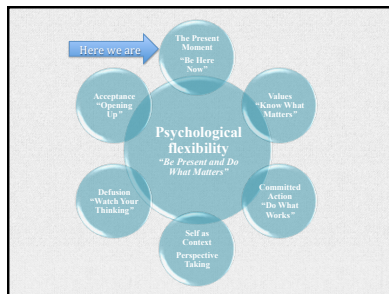 Here we are
The Present
Moment
“Be Here
Now”
Acceptance
“Opening
Up”
Values
“Know What
Matters”
Psychological
flexibility
“Be Present and Do
What Matters”
Defusion
“Watch Your
Thinking”
Committed
Action
“Do What
Works”
Self as
Context
Perspective
Taking